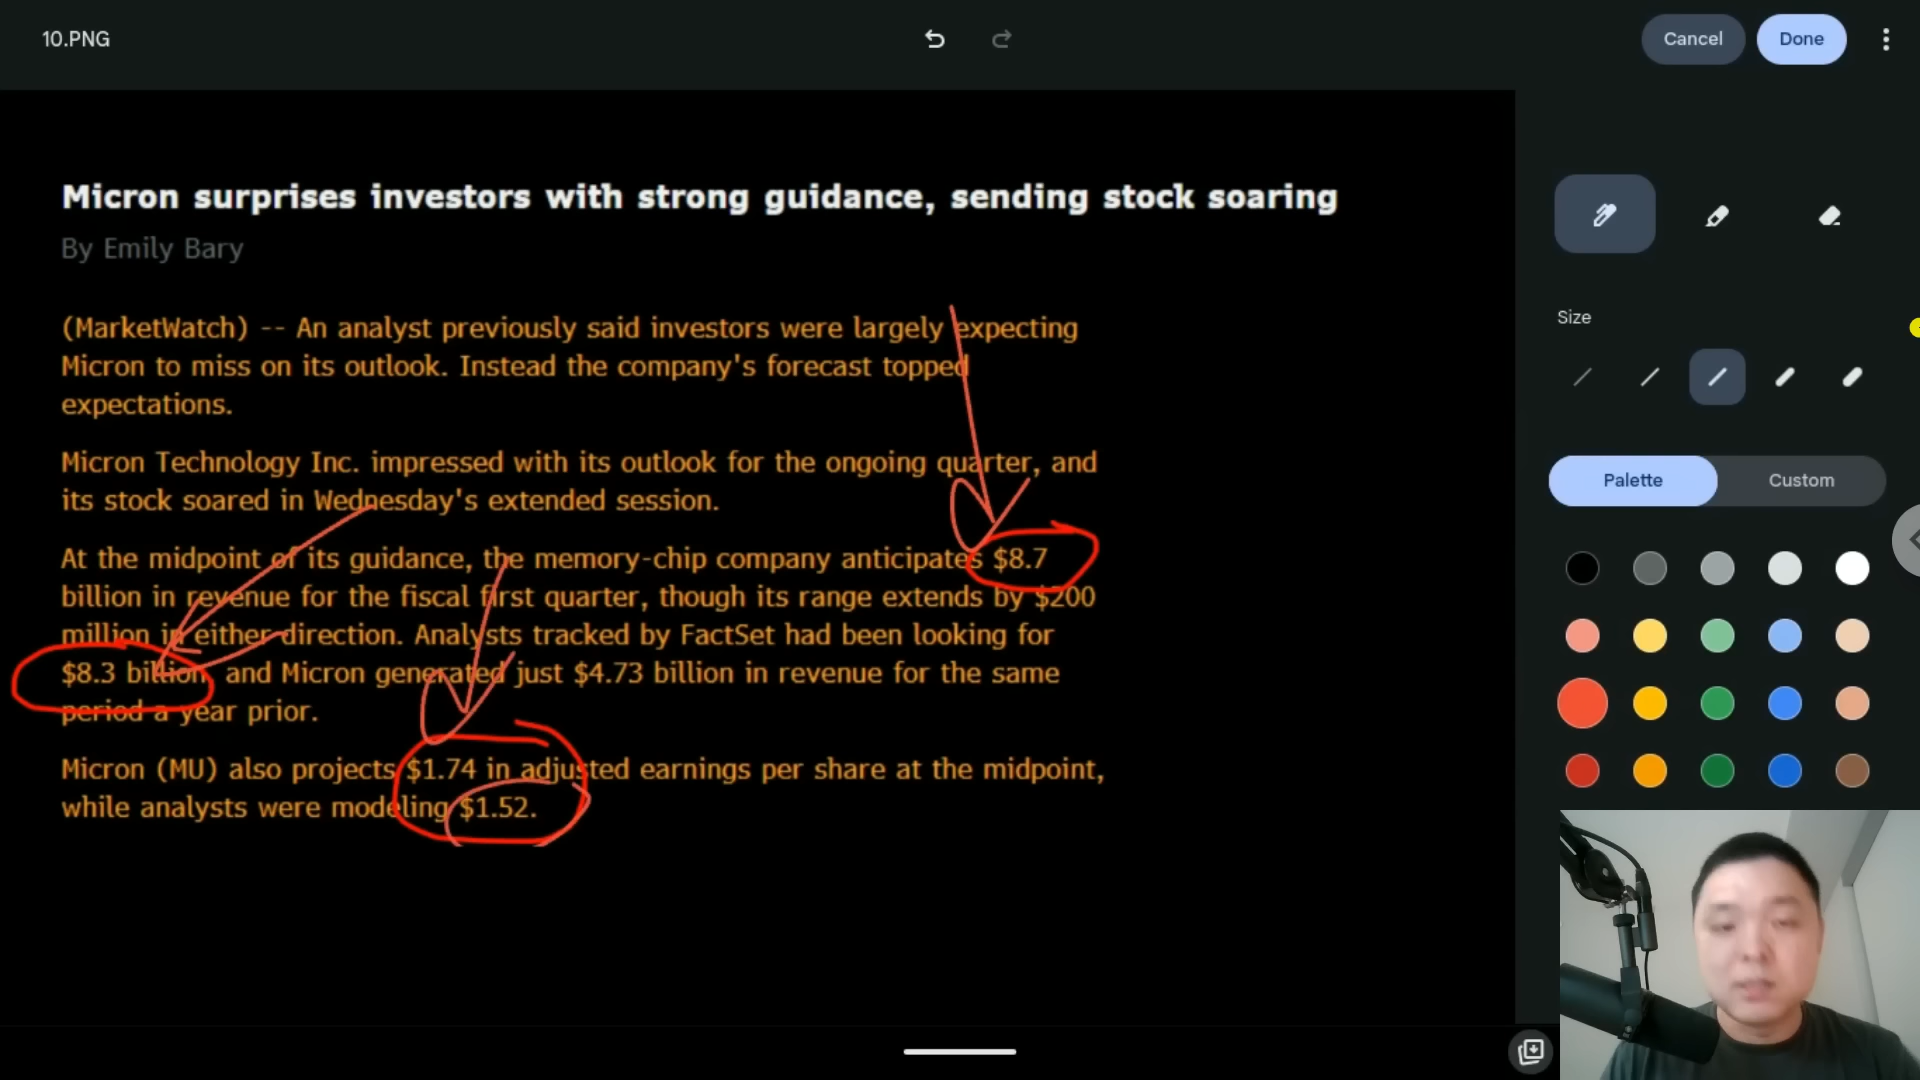 10.PNG
Cancel
Done
Micron surprises investors with strong guidance, sending stock soaring
By Emily Bary
(MarketWatch) -- An analyst previously said investors were largely expecting
Micron to miss on its outlook. Instead the company's forecast topped
expectations.
Micron Technology Inc. impressed with its outlook for the ongoing quarter, and
its stock soared in Wednesday's extended session.
At the midpoint of its guidance, the memory-chip company anticipates $8.7
billion in revenue for the fiscal first quarter, though its range extends by $200
million in either direction. Analysts tracked by FactSet had been looking for
$8.3 billion, and Micron generated just $4.73 billion in revenue for the same
period a year prior.
Micron (MU) also projects $1.74 in adjusted earnings per share at the midpoint,
while analysts were modeling $1.52.
Size
Palette
Custom